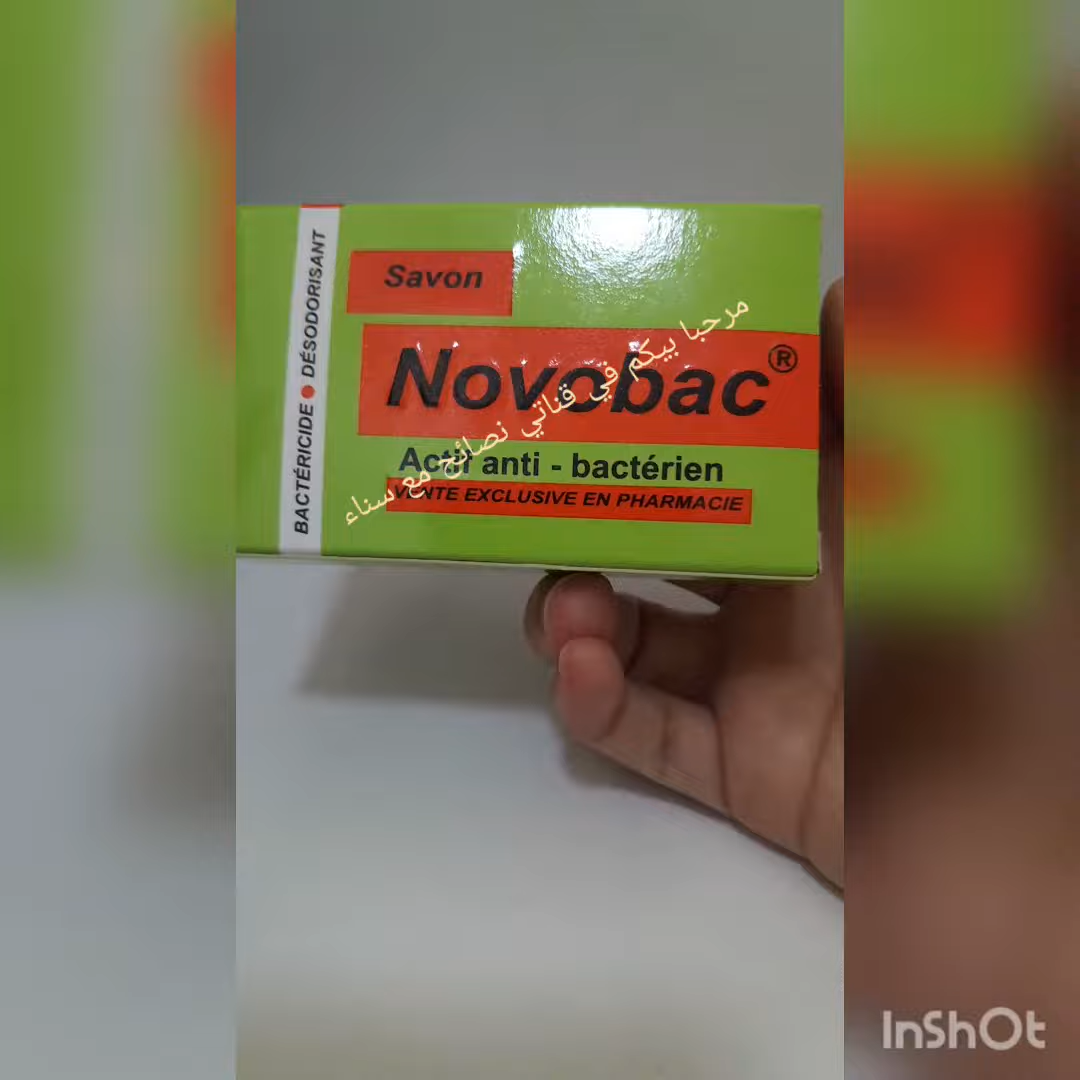 BACTÉRICIDE ● DÉSODORISANT
Savon
Novobac®
Actif anti - bactérien
VENTE EXCLUSIVE EN PHARMACIE
مرحبا بيكم في قناتي نصائح مع سناء
InShOt